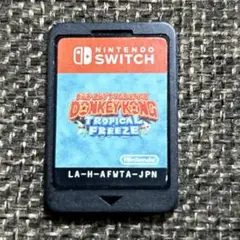 NINTENDO
SWITCH
DONKEY KONG
TROPICAL
FREEZE
Nintendo
LA-H-AFWTA-JPN